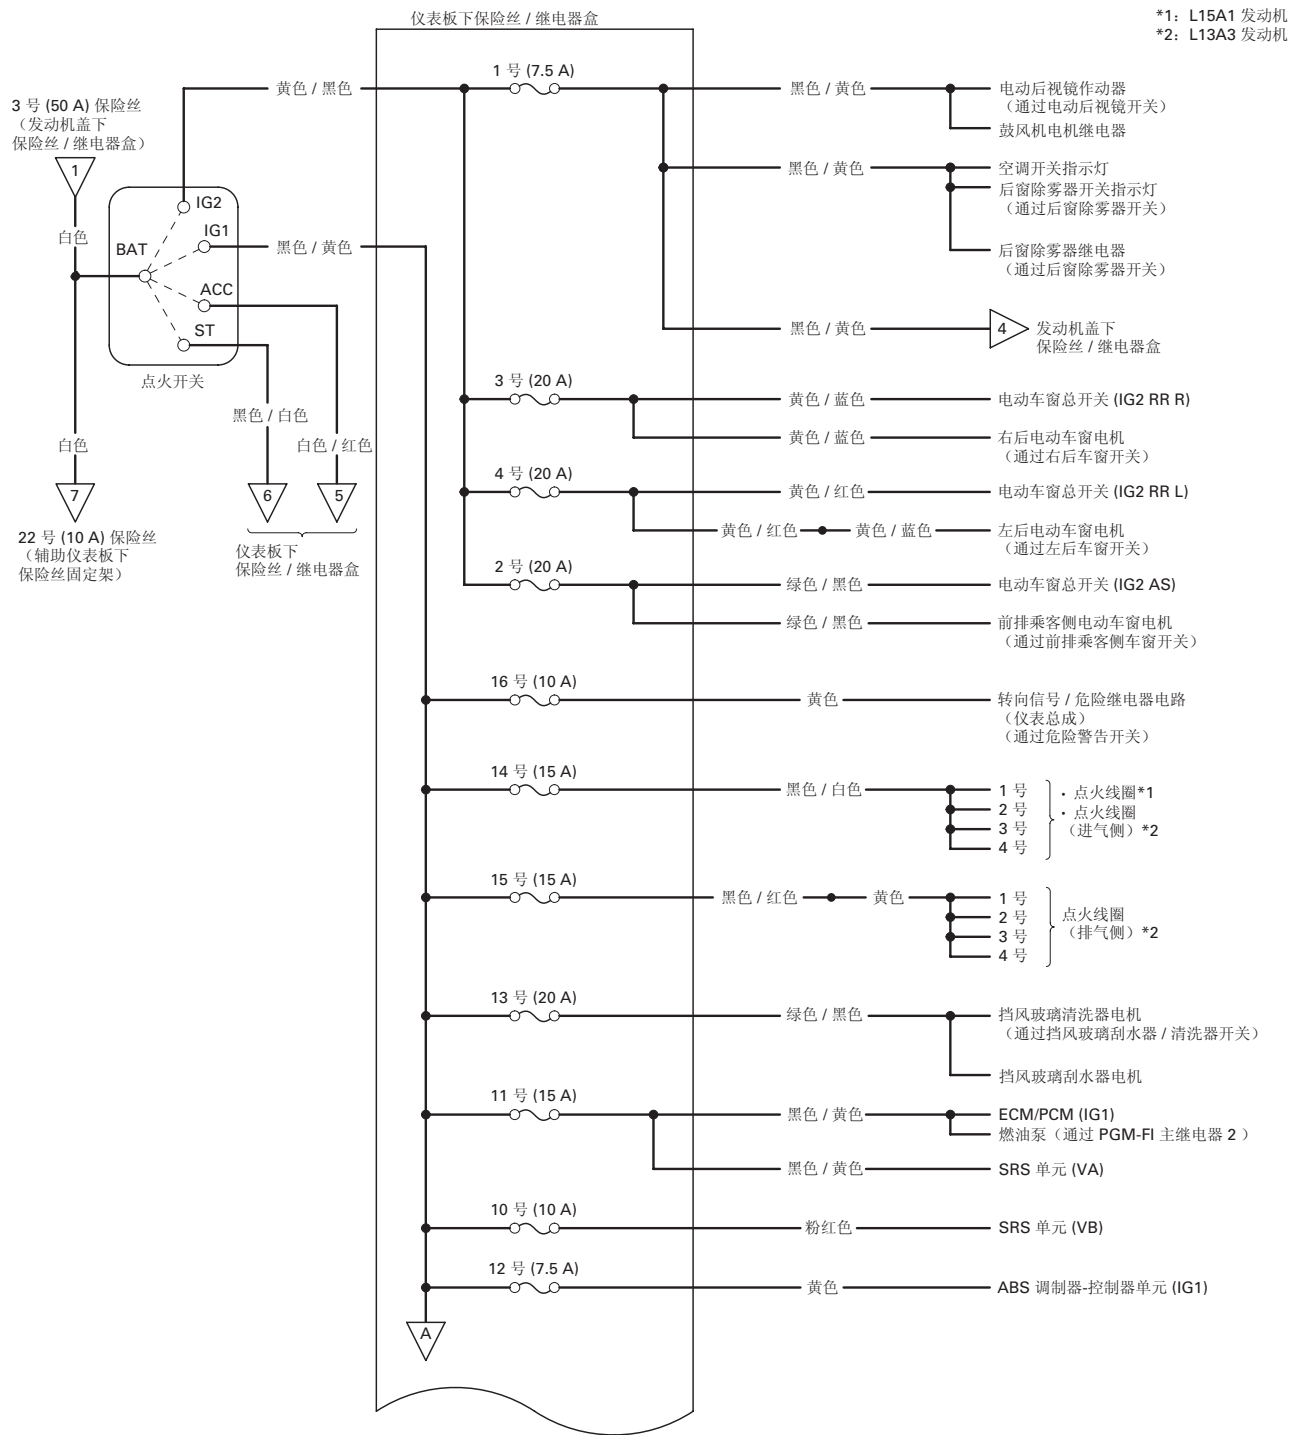 仪表板下保险丝 / 继电器盒
*1: L15A1 发动机
*2: L13A3 发动机
3 号 (50 A) 保险丝
（发动机盖下
保险丝 / 继电器盒）
1
白色
BAT
IG2
IG1
ACC
ST
点火开关
黄色 / 黑色
黑色 / 黄色
黑色 / 白色
白色 / 红色
白色
7
6
5
22 号 (10 A) 保险丝
（辅助仪表板下
保险丝固定架）
仪表板下
保险丝 / 继电器盒
1 号 (7.5 A)
黑色 / 黄色
电动后视镜作动器
（通过电动后视镜开关）
鼓风机电机继电器
黑色 / 黄色
空调开关指示灯
后窗除雾器开关指示灯
（通过后窗除雾器开关）
后窗除雾器继电器
（通过后窗除雾器开关）
黑色 / 黄色
4
发动机盖下
保险丝 / 继电器盒
3 号 (20 A)
黄色 / 蓝色
电动车窗总开关 (IG2 RR R)
黄色 / 蓝色
右后电动车窗电机
（通过右后车窗开关）
4 号 (20 A)
黄色 / 红色
电动车窗总开关 (IG2 RR L)
黄色 / 红色
黄色 / 蓝色
左后电动车窗电机
（通过左后车窗开关）
2 号 (20 A)
绿色 / 黑色
电动车窗总开关 (IG2 AS)
绿色 / 黑色
前排乘客侧电动车窗电机
（通过前排乘客侧车窗开关）
16 号 (10 A)
黄色
转向信号 / 危险继电器电路
（仪表总成）
（通过危险警告开关）
14 号 (15 A)
黑色 / 白色
1 号
2 号
3 号
4 号
・点火线圈*1
・点火线圈
（进气侧）*2
15 号 (15 A)
黑色 / 红色
黄色
1 号
2 号
3 号
4 号
点火线圈
（排气侧）*2
13 号 (20 A)
绿色 / 黑色
挡风玻璃清洗器电机
（通过挡风玻璃刮水器 / 清洗器开关）
挡风玻璃刮水器电机
11 号 (15 A)
黑色 / 黄色
ECM/PCM (IG1)
燃油泵（通过 PGM-FI 主继电器 2 ）
黑色 / 黄色
SRS 单元 (VA)
10 号 (10 A)
粉红色
SRS 单元 (VB)
12 号 (7.5 A)
黄色
ABS 调制器-控制器单元 (IG1)
A